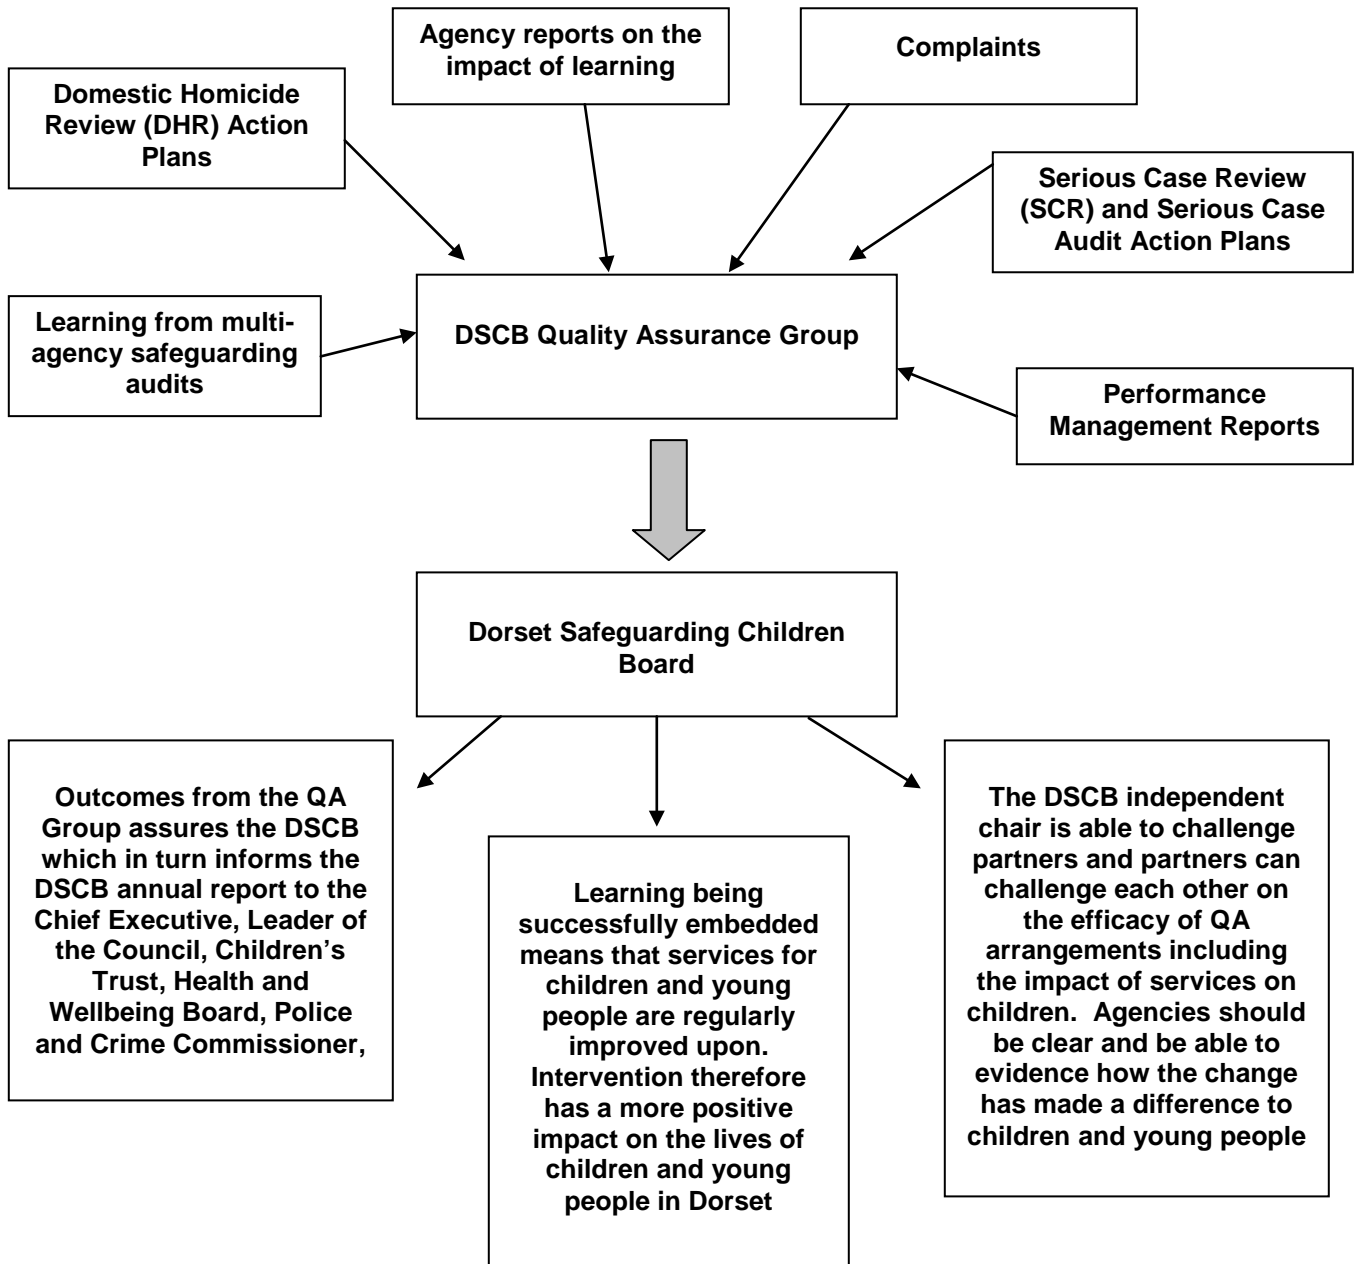 Agency reports on the
impact of learning
Complaints
Domestic Homicide
Review (DHR) Action
Plans
Serious Case Review
(SCR) and Serious Case
Audit Action Plans
Learning from multi-
agency safeguarding
audits
DSCB Quality Assurance Group
Performance
Management Reports
Dorset Safeguarding Children
Board
Outcomes from the QA
Group assures the DSCB
which in turn informs the
DSCB annual report to the
Chief Executive, Leader of
the Council, Children’s
Trust, Health and
Wellbeing Board, Police
and Crime Commissioner,
Learning being
successfully embedded
means that services for
children and young
people are regularly
improved upon.
Intervention therefore
has a more positive
impact on the lives of
children and young
people in Dorset
The DSCB independent
chair is able to challenge
partners and partners can
challenge each other on
the efficacy of QA
arrangements including
the impact of services on
children.  Agencies should
be clear and be able to
evidence how the change
has made a difference to
children and young people